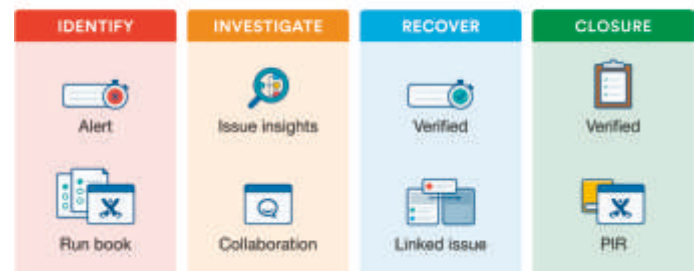 IDENTIFY
INVESTIGATE
RECOVER
CLOSURE
Alert
Issue insights
Verified
Verified
Run book
Collaboration
Linked issue
PIR